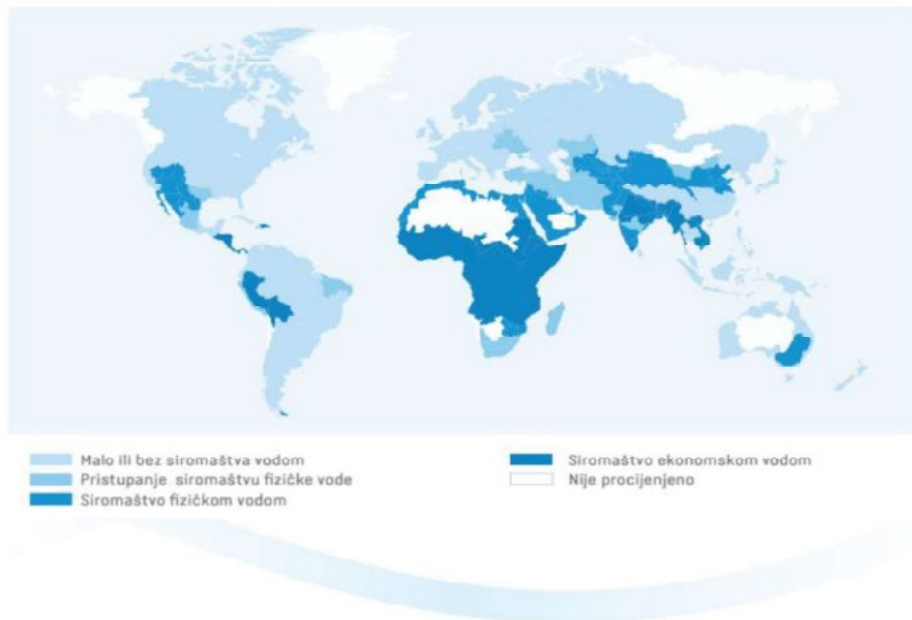 Malo ili bez siromaštva vodom
Pristupanje siromaštvu fizičke vode
Siromaštvo fizičkom vodom
Siromaštvo ekonomskom vodom
Nije procijenjeno